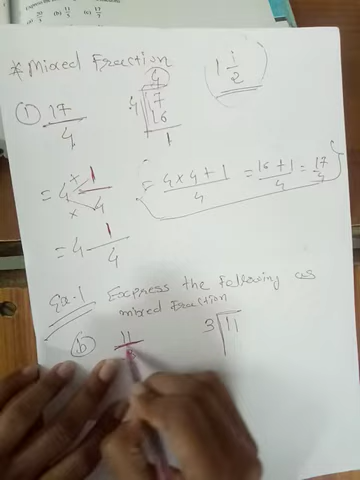 * Mixed Fraction
1 1/2
① 17/4
4
4 17
16
1
= 4 1/4 = 4×4+1/4 = 16+1/4 = 17/4
= 4 1/4
Ex.1 Express the following as
mixed fraction
ⓑ 11/3 3 11